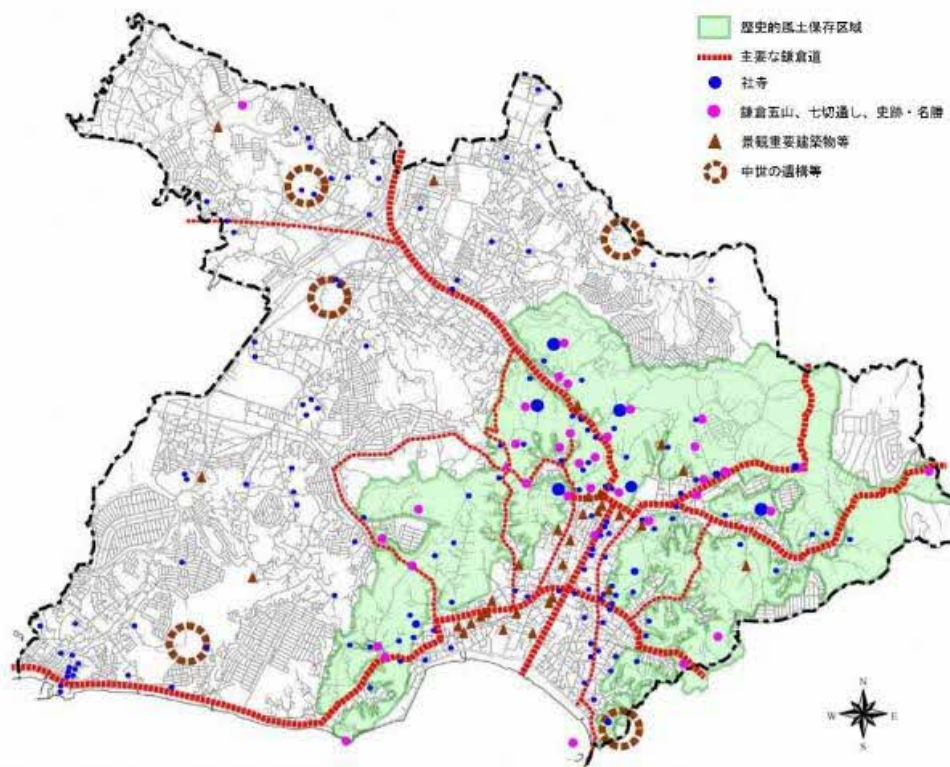 歴史的風土保存区域
主要な鎌倉道
社寺
鎌倉五山、七切通し、史跡・名勝
景観重要建築物等
中世の遺構等
N
W E
S